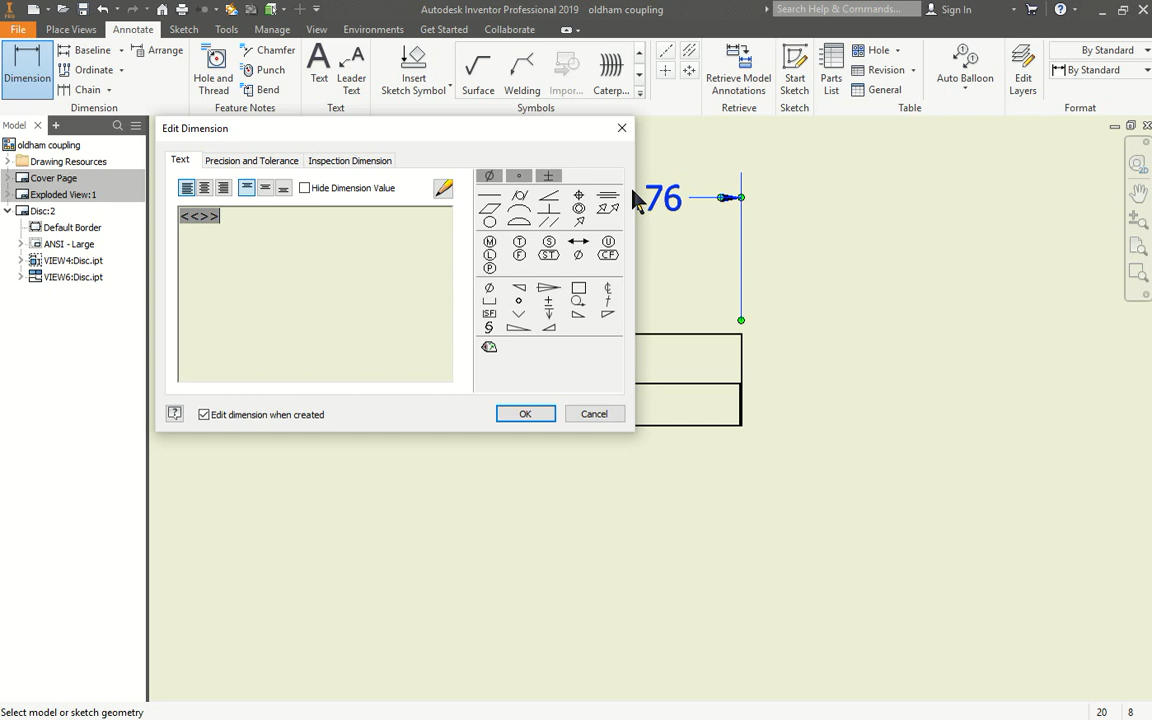 PRO
Autodesk Inventor Professional 2019   oldham coupling
Search Help & Commands...
Sign In
File
Place Views
Annotate
Sketch
Tools
Manage
View
Environments
Get Started
Collaborate
Dimension
Baseline
Arrange
Ordinate
Chain
Dimension
Hole and Thread
Chamfer
Punch
Bend
Feature Notes
Text
Leader Text
Text
Insert Sketch Symbol
Surface
Welding
Impor...
Caterp...
Symbols
Retrieve Model Annotations
Retrieve
Start Sketch
Sketch
Parts List
Hole
Revision
General
Auto Balloon
Table
Edit Layers
By Standard
By Standard
Format
Model
oldham coupling
Drawing Resources
Cover Page
Exploded View:1
Disc:2
Default Border
ANSI - Large
VIEW4:Disc.ipt
VIEW6:Disc.ipt
Edit Dimension
Text
Precision and Tolerance
Inspection Dimension
Hide Dimension Value
<<>>
M T S U
L F ST CF
P
SF
Edit dimension when created
OK
Cancel
76
Select model or sketch geometry
20
8